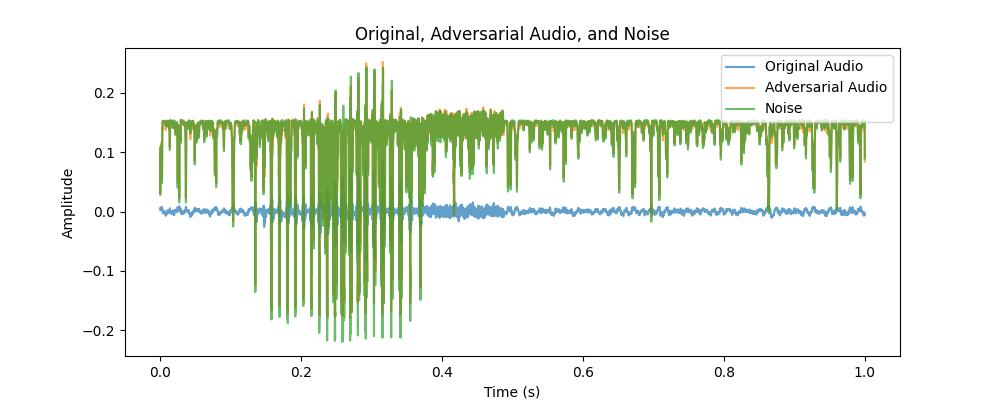 Original, Adversarial Audio, and Noise
Original Audio
Adversarial Audio
Noise
Amplitude
0.2
0.1
0.0
−0.1
−0.2
0.0
0.2
0.4
0.6
0.8
1.0
Time (s)